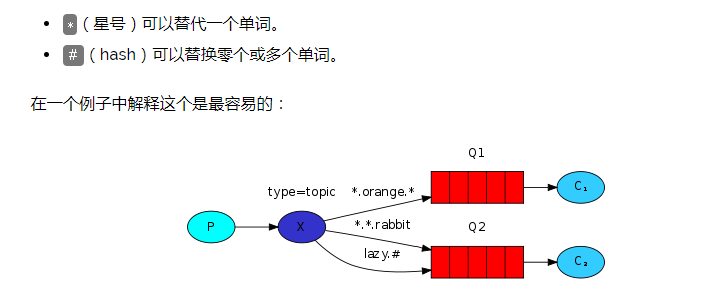 *（星号）可以替代一个单词。
#（hash）可以替换零个或多个单词。
在一个例子中解释这个是最容易的：
Q1
type=topic *.orange.*
C₁
P
X
*.*.rabbit
Q2
lazy.#
C₂